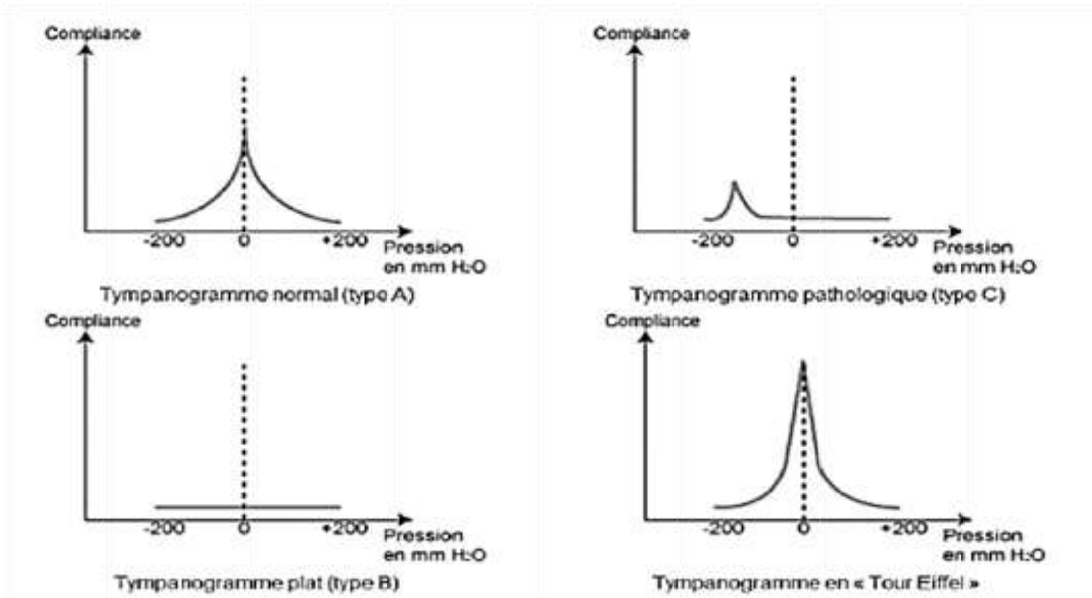 Compliance
-200 0 +200 Pression
en mm H₂O
Tympanogramme normal (type A)
Compliance
-200 0 +200 Pression
en mm H₂O
Tympanogramme pathologique (type C)
Compliance
-200 0 +200 Pression
en mm H₂O
Tympanogramme plat (type B)
Compliance
-200 0 +200 Pression
en mm H₂O
Tympanogramme en « Tour Eiffel »